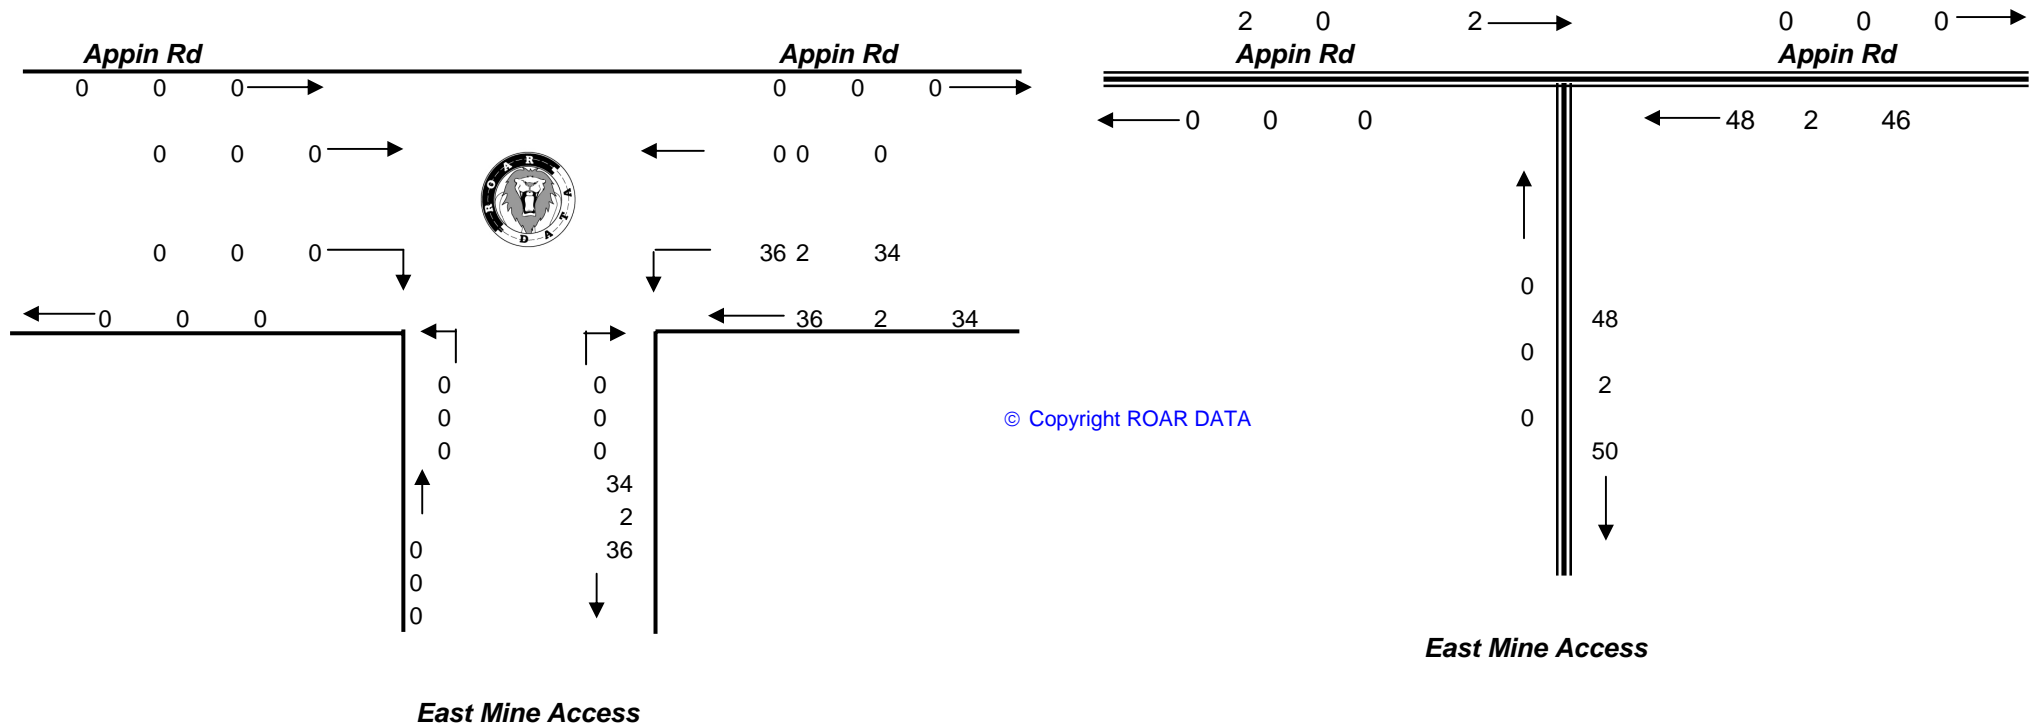 2 0 2 0 0 0
Appin Rd Appin Rd Appin Rd Appin Rd
0 0 0 0 0 0
0 0 0 48 2 46
0 0 0 0 0 0
ROAR DATA
0 0 0 36 2 34
0
0 0 0 36 2 34 48
0
0 0 2
0 0 © Copyright ROAR DATA 0
0 0 50
34
2
0 36
0
0
East Mine Access
East Mine Access